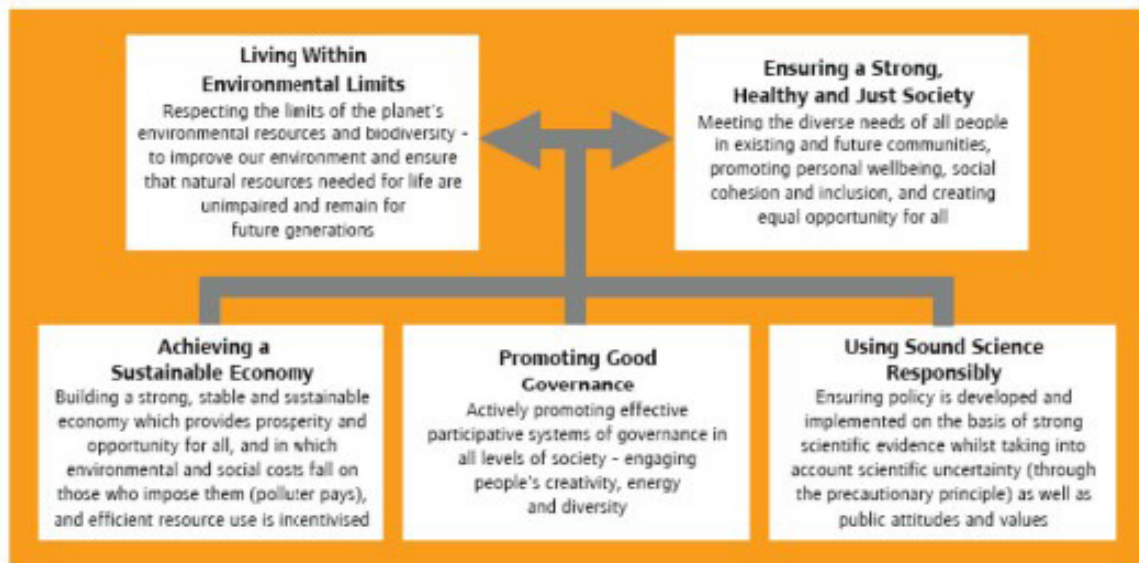 Living Within
Environmental Limits
Respecting the limits of the planet's
environmental resources and biodiversity -
to improve our environment and ensure
that natural resources needed for life are
unimpaired and remain for
future generations
Ensuring a Strong,
Healthy and Just Society
Meeting the diverse needs of all people
in existing and future communities,
promoting personal wellbeing, social
cohesion and inclusion, and creating
equal opportunity for all
Achieving a
Sustainable Economy
Building a strong, stable and sustainable
economy which provides prosperity and
opportunity for all, and in which
environmental and social costs fall on
those who impose them (polluter pays),
and efficient resource use is incentivised
Promoting Good
Governance
Actively promoting effective
participative systems of governance in
all levels of society - engaging
people's creativity, energy
and diversity
Using Sound Science
Responsibly
Ensuring policy is developed and
implemented on the basis of strong
scientific evidence whilst taking into
account scientific uncertainty (through
the precautionary principle) as well as
public attitudes and values